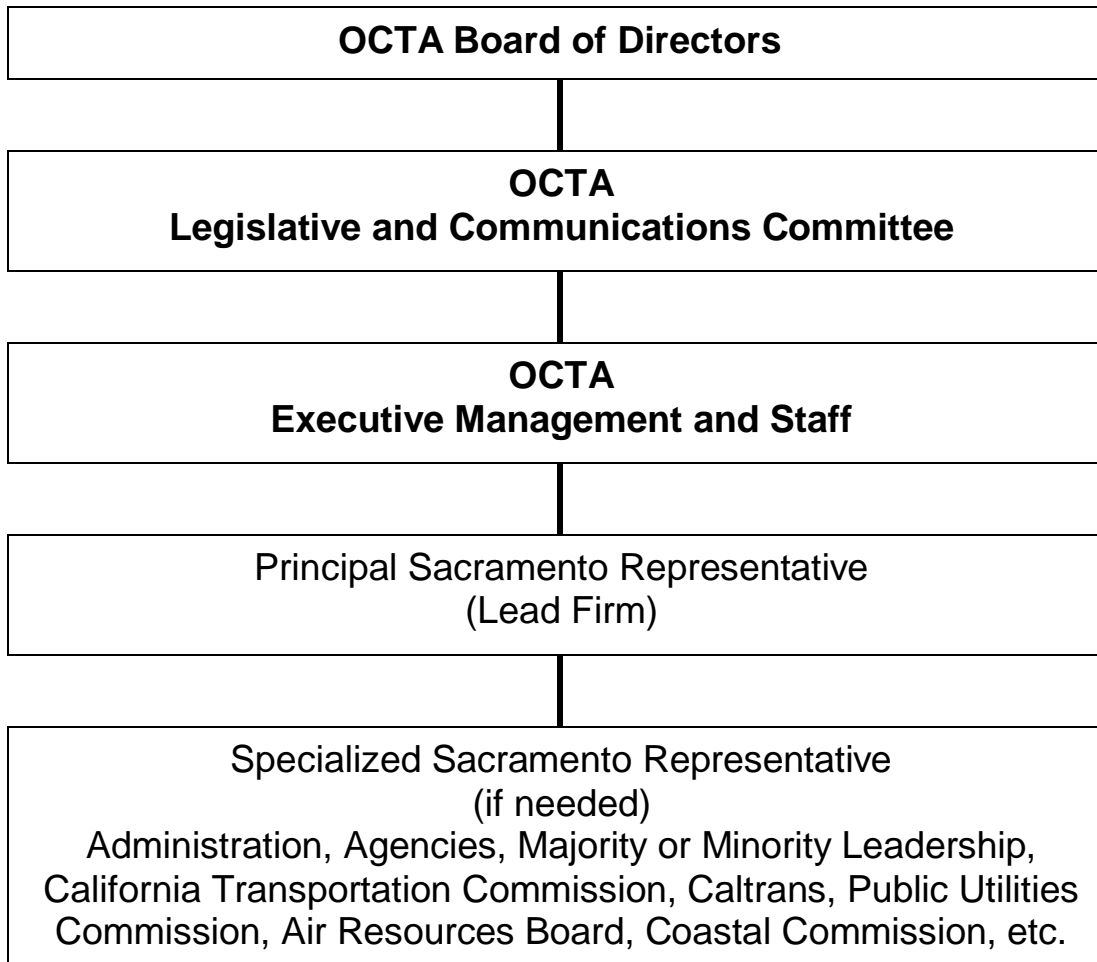 OCTA Board of Directors
OCTA
Legislative and Communications Committee
OCTA
Executive Management and Staff
Principal Sacramento Representative
(Lead Firm)
Specialized Sacramento Representative
(if needed)
Administration, Agencies, Majority or Minority Leadership,
California Transportation Commission, Caltrans, Public Utilities
Commission, Air Resources Board, Coastal Commission, etc.